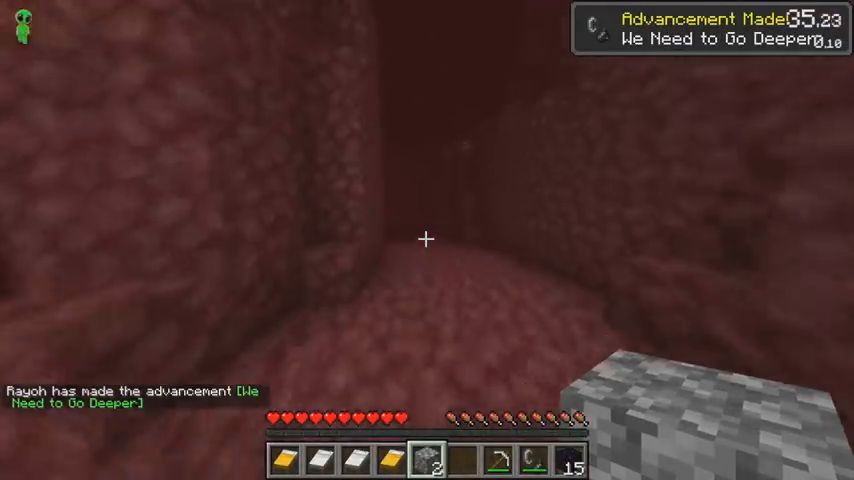 Advancement Made
35.23
We Need to Go Deeper
0.10
Rayoh has made the advancement [We
Need to Go Deeper]
2
15